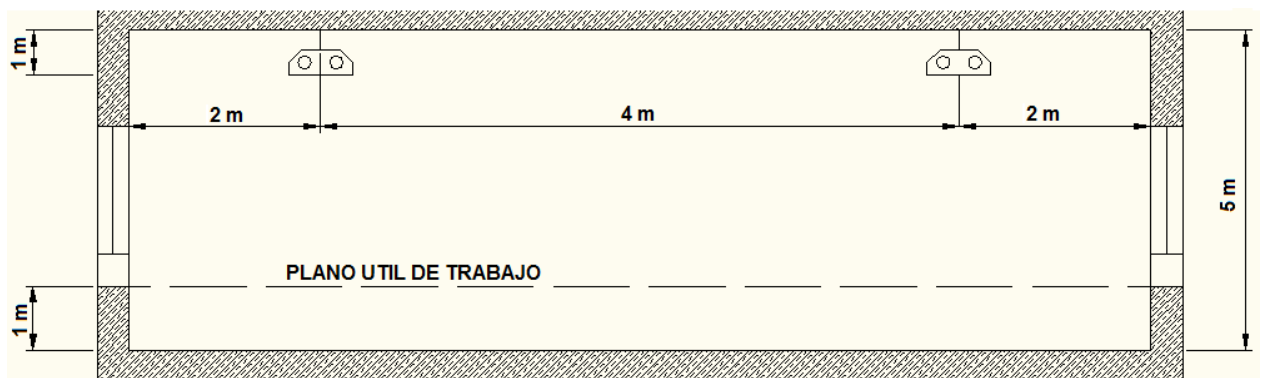 1 m
2 m
4 m
2 m
5 m
PLANO UTIL DE TRABAJO
1 m